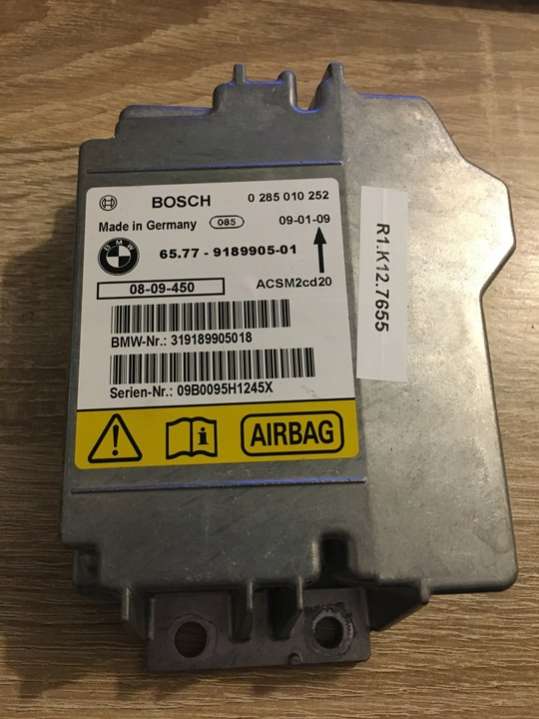 BOSCH 0 285 010 252
Made in Germany 085 09-01-09
BMW 65.77 - 9189905-01
08-09-450 ACSM2cd20
BMW-Nr.: 319189905018
Serien-Nr.: 09B0095H1245X
AIRBAG
R1.K12.7655